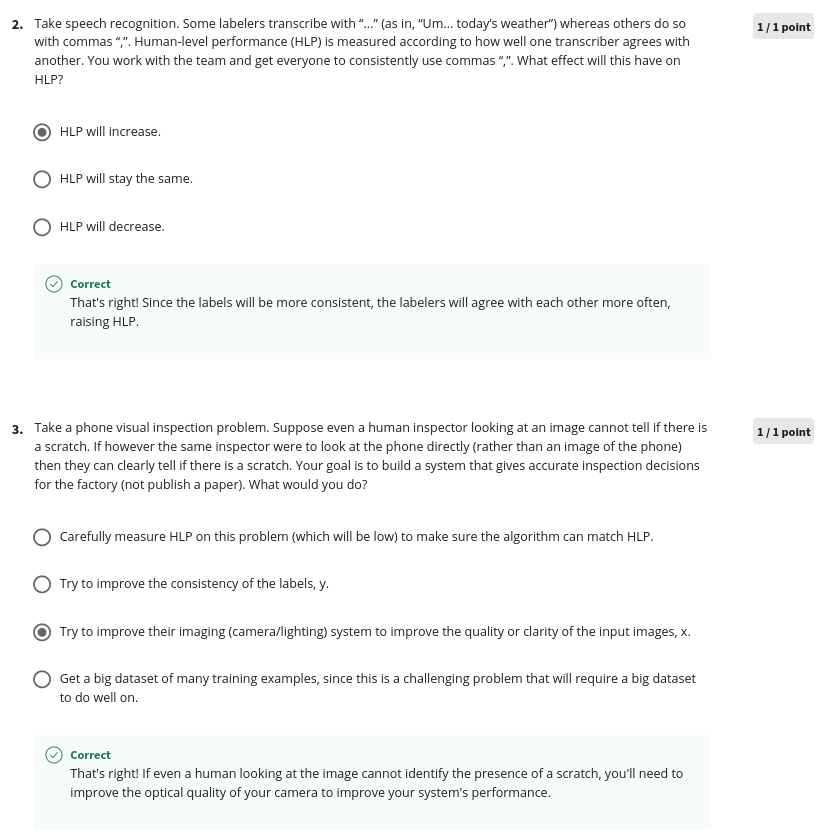 2. Take speech recognition. Some labelers transcribe with “...” (as in, “Um... today's weather”) whereas others do so
1 / 1 point
with commas “,”. Human-level performance (HLP) is measured according to how well one transcriber agrees with
another. You work with the team and get everyone to consistently use commas “,”. What effect will this have on
HLP?
HLP will increase.
HLP will stay the same.
HLP will decrease.
Correct
That's right! Since the labels will be more consistent, the labelers will agree with each other more often,
raising HLP.
3. Take a phone visual inspection problem. Suppose even a human inspector looking at an image cannot tell if there is
1 / 1 point
a scratch. If however the same inspector were to look at the phone directly (rather than an image of the phone)
then they can clearly tell if there is a scratch. Your goal is to build a system that gives accurate inspection decisions
for the factory (not publish a paper). What would you do?
Carefully measure HLP on this problem (which will be low) to make sure the algorithm can match HLP.
Try to improve the consistency of the labels, y.
Try to improve their imaging (camera/lighting) system to improve the quality or clarity of the input images, x.
Get a big dataset of many training examples, since this is a challenging problem that will require a big dataset
to do well on.
Correct
That's right! If even a human looking at the image cannot identify the presence of a scratch, you'll need to
improve the optical quality of your camera to improve your system's performance.